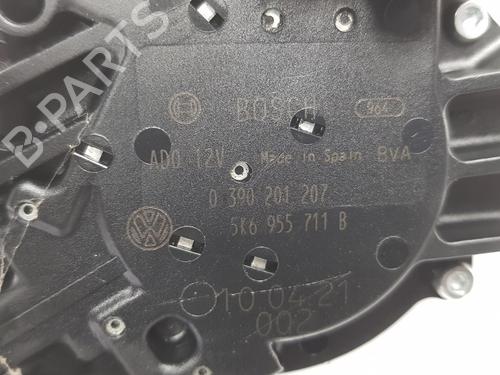 B-PARTS
BOSCH
964
ADO 12V Made in Spain BVA
0 390 201 207
5K6 955 711 B
10 04 21
002